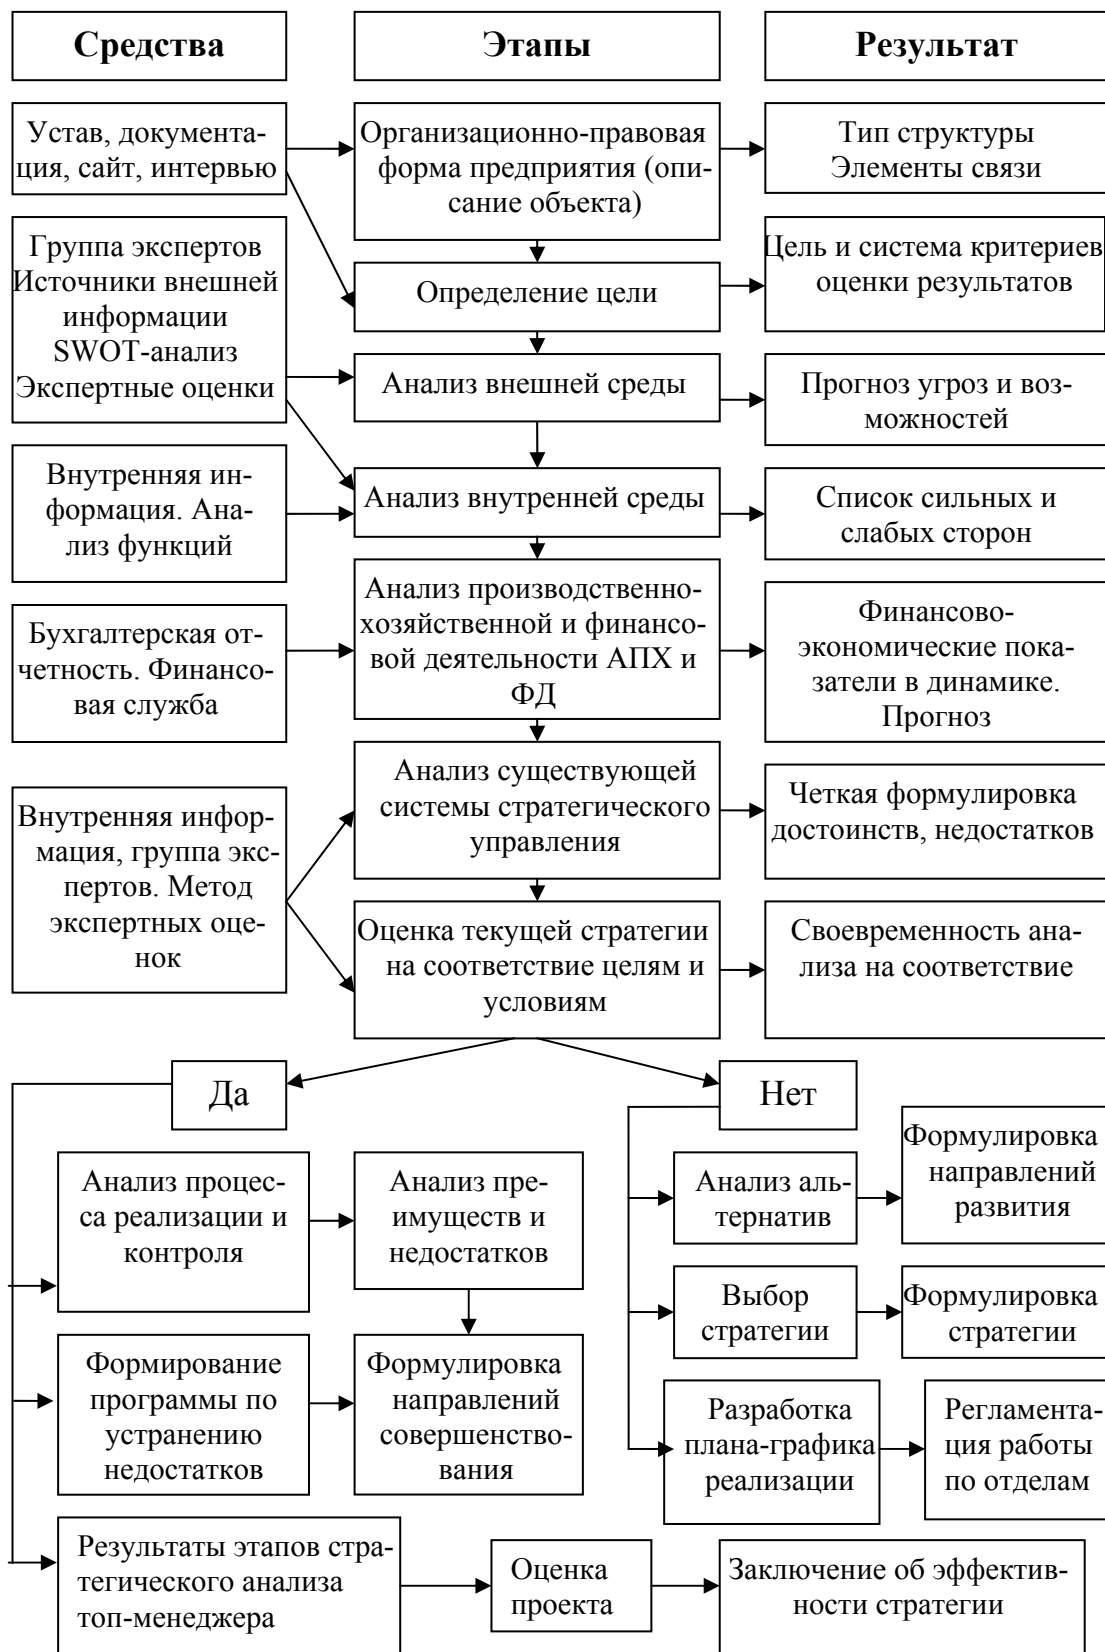 Средства
Этапы
Результат
Устав, документа-
ция, сайт, интервью
Организационно-правовая
форма предприятия (опи-
сание объекта)
Тип структуры
Элементы связи
Группа экспертов
Источники внешней
информации
SWOT-анализ
Экспертные оценки
Определение цели
Цель и система критериев
оценки результатов
Анализ внешней среды
Прогноз угроз и воз-
можностей
Внутренняя ин-
формация. Ана-
лиз функций
Анализ внутренней среды
Список сильных и
слабых сторон
Бухгалтерская от-
четность. Финансо-
вая служба
Анализ производственно-
хозяйственной и финансо-
вой деятельности АПХ и
ФД
Финансово-
экономические пока-
затели в динамике.
Прогноз
Внутренняя инфор-
мация, группа экс-
пертов. Метод
экспертных оце-
нок
Анализ существующей
системы стратегического
управления
Четкая формулировка
достоинств, недостатков
Оценка текущей стратегии
на соответствие целям и
условиям
Своевременность ана-
лиза на соответствие
Да
Нет
Анализ процес-
са реализации и
контроля
Анализ пре-
имуществ и
недостатков
Анализ аль-
тернатив
Формулировка
направлений
развития
Выбор
стратегии
Формулировка
стратегии
Формирование
программы по
устранению
недостатков
Формулировка
направлений
совершенство-
вания
Разработка
плана-графика
реализации
Регламента-
ция работы
по отделам
Результаты этапов стра-
тегического анализа
топ-менеджера
Оценка
проекта
Заключение об эффектив-
ности стратегии